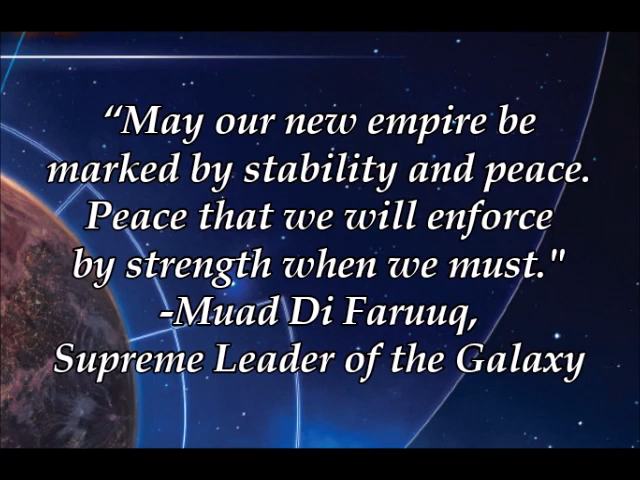 “May our new empire be
marked by stability and peace.
Peace that we will enforce
by strength when we must."
-Muad Di Faruuq,
Supreme Leader of the Galaxy